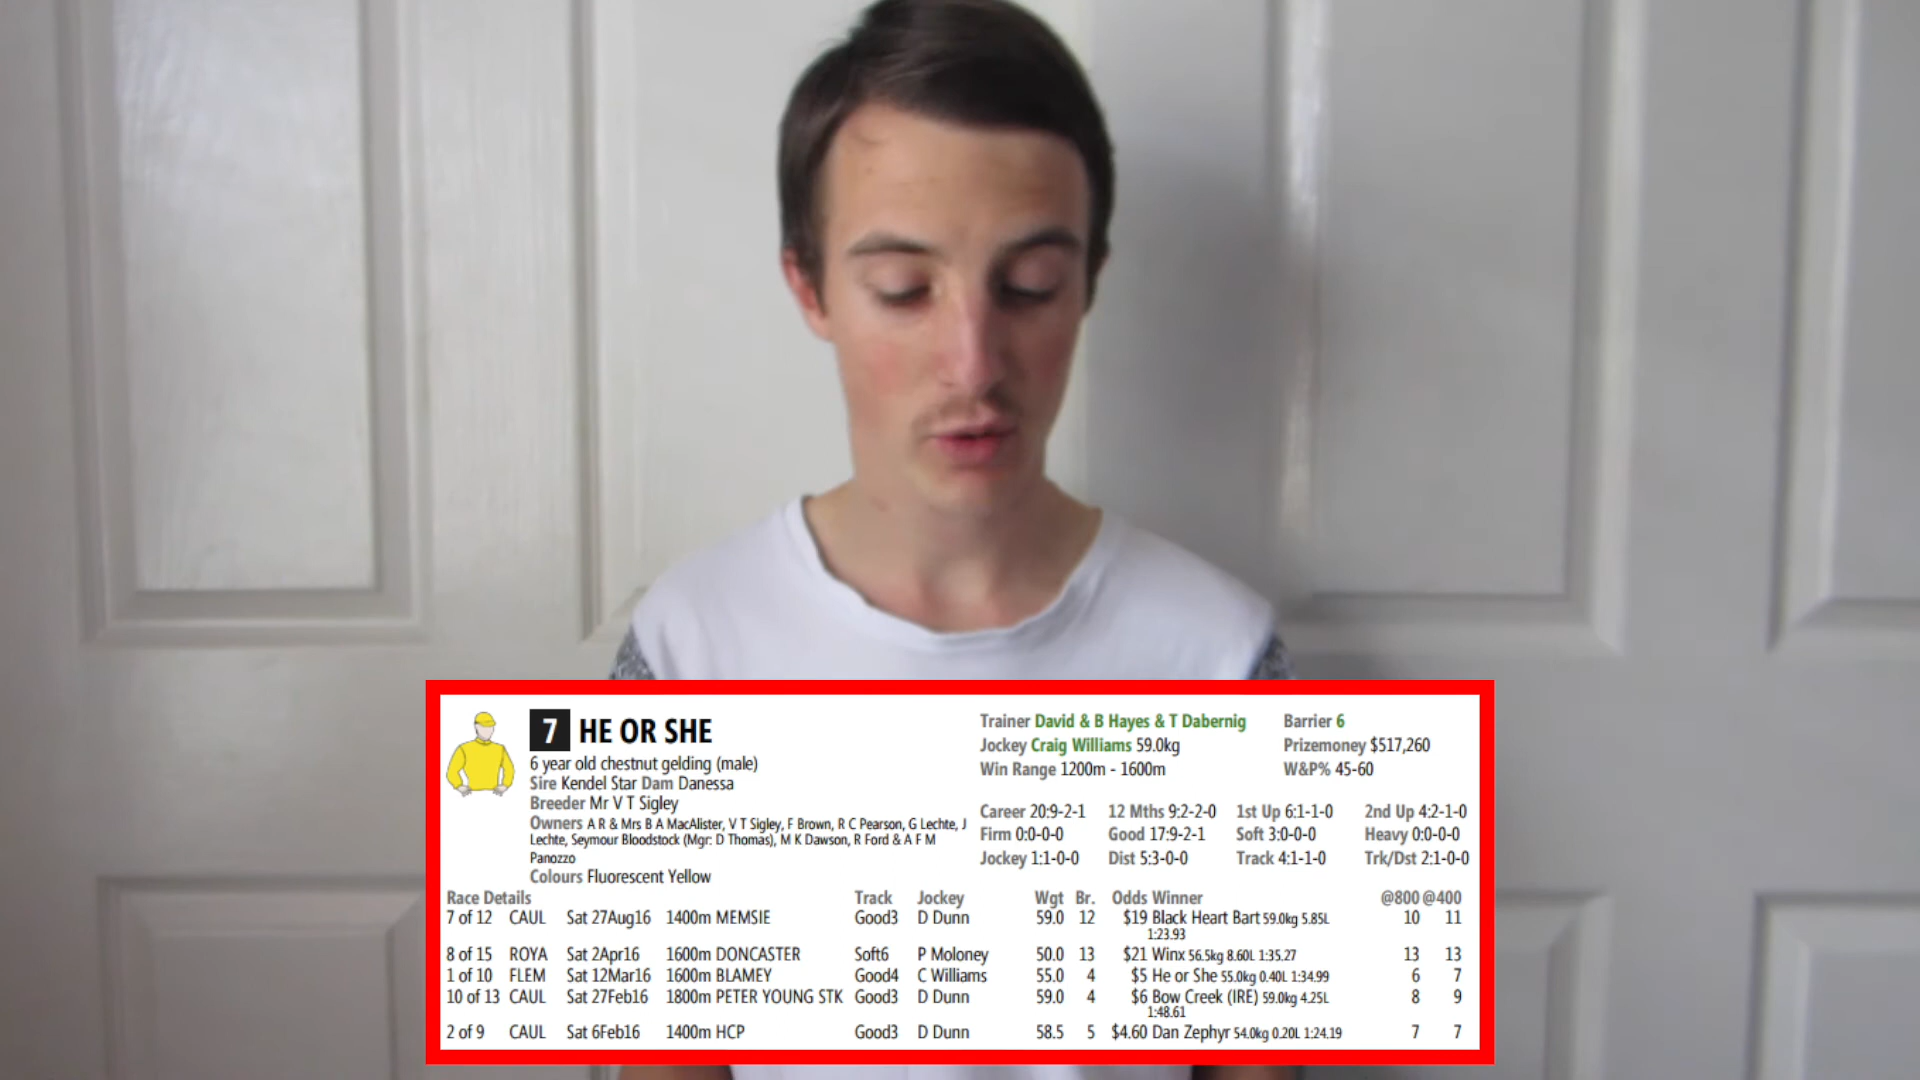 7 HE OR SHE
6 year old chestnut gelding (male)
Sire Kendel Star Dam Danessa
Breeder Mr V T Sigley
Owners A R & Mrs B A MacAlister, V T Sigley, F Brown, R C Pearson, G Lechte, J
Lechte, Seymour Bloodstock (Mgr: D Thomas), M K Dawson, R Ford & A F M
Panozzo
Colours Fluorescent Yellow
Trainer David & B Hayes & T Dabernig Barrier 6
Jockey Craig Williams 59.0kg Prizemoney $517,260
Win Range 1200m - 1600m W&P% 45-60
Career 20:9-2-1 12 Mths 9:2-2-0 1st Up 6:1-1-0 2nd Up 4:2-1-0
Firm 0:0-0-0 Good 17:9-2-1 Soft 3:0-0-0 Heavy 0:0-0-0
Jockey 1:1-0-0 Dist 5:3-0-0 Track 4:1-1-0 Trk/Dst 2:1-0-0
Race Details Track Jockey Wgt Br. Odds Winner @800 @400
7 of 12 CAUL Sat 27Aug16 1400m MEMSIE Good3 D Dunn 59.0 12 $19 Black Heart Bart 59.0kg 5.85L 10 11
1:23.93
8 of 15 ROYA Sat 2Apr16 1600m DONCASTER Soft6 P Moloney 50.0 13 $21 Winx 56.5kg 8.60L 1:35.27 13 13
1 of 10 FLEM Sat 12Mar16 1600m BLAMEY Good4 C Williams 55.0 4 $5 He or She 55.0kg 0.40L 1:34.99 6 7
10 of 13 CAUL Sat 27Feb16 1800m PETER YOUNG STK Good3 D Dunn 59.0 4 $6 Bow Creek (IRE) 59.0kg 4.25L 8 9
1:48.61
2 of 9 CAUL Sat 6Feb16 1400m HCP Good3 D Dunn 58.5 5 $4.60 Dan Zephyr 54.0kg 0.20L 1:24.19 7 7